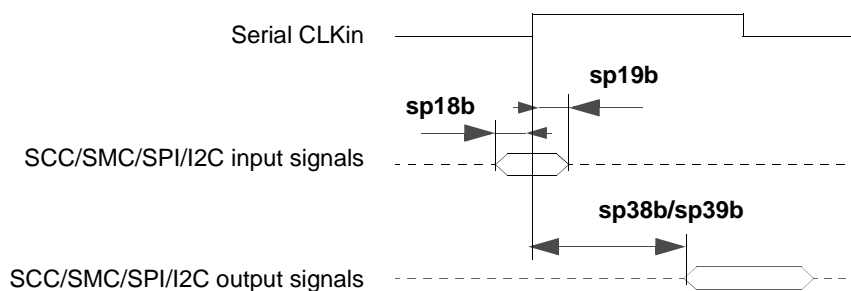 Serial CLKin
sp19b
sp18b
SCC/SMC/SPI/I2C input signals
sp38b/sp39b
SCC/SMC/SPI/I2C output signals